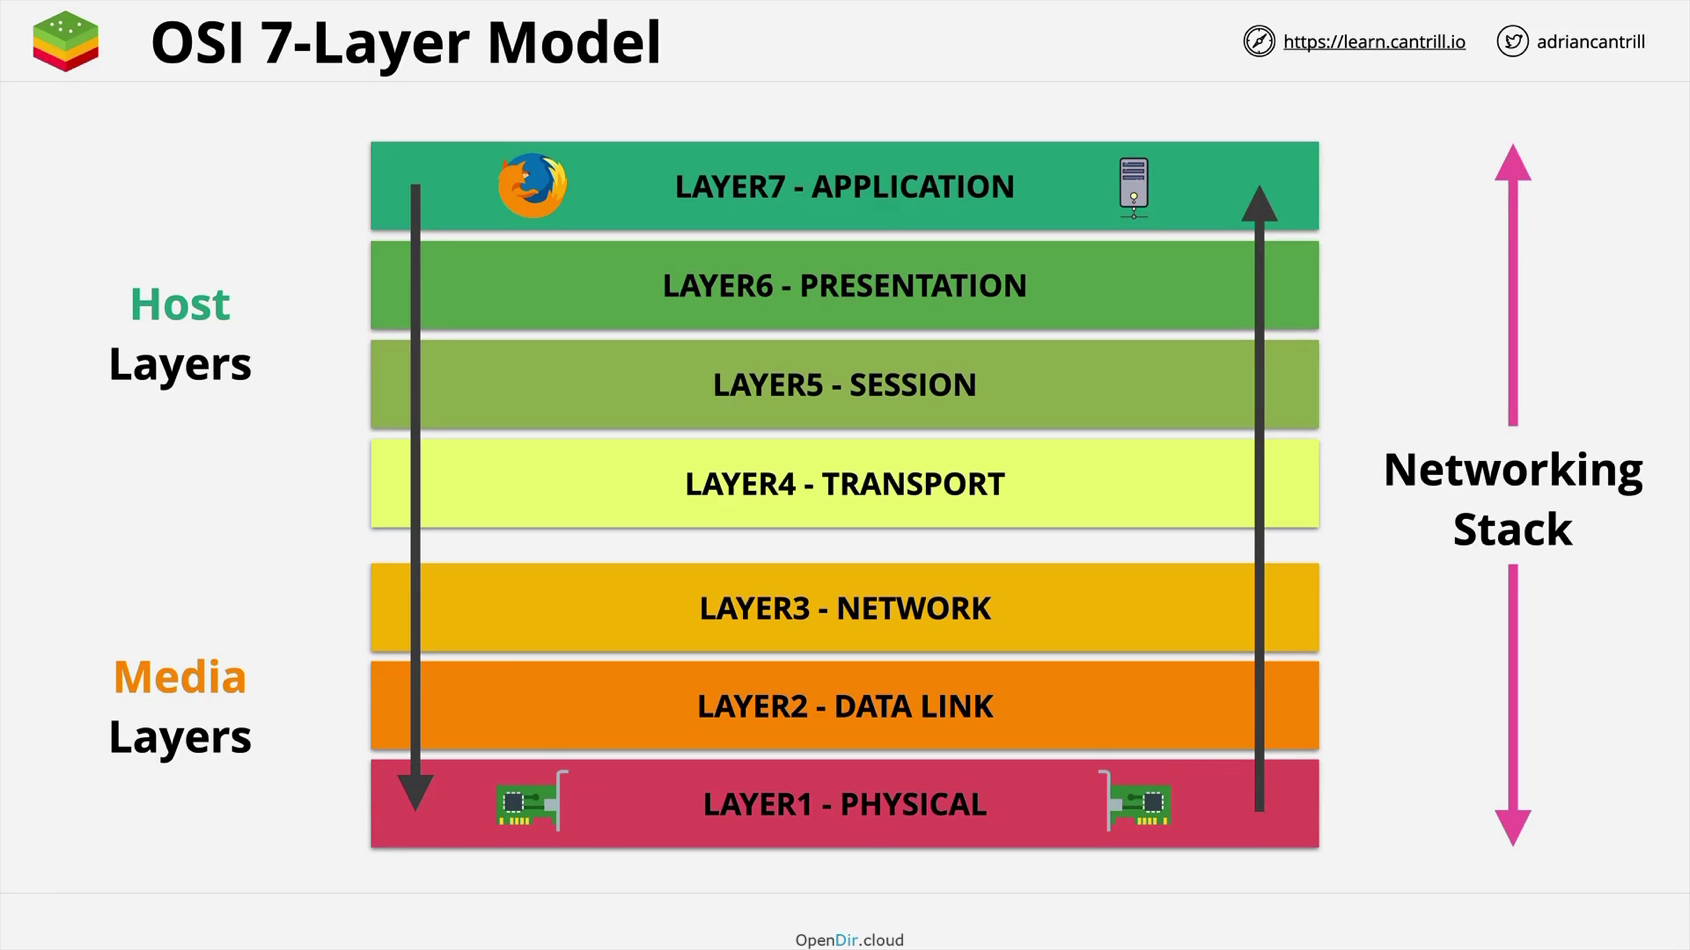 OSI 7-Layer Model
https://learn.cantrill.io
adriancantrill
LAYER7 - APPLICATION
LAYER6 - PRESENTATION
LAYER5 - SESSION
LAYER4 - TRANSPORT
LAYER3 - NETWORK
LAYER2 - DATA LINK
LAYER1 - PHYSICAL
Host
Layers
Media
Layers
Networking
Stack
OpenDir.cloud